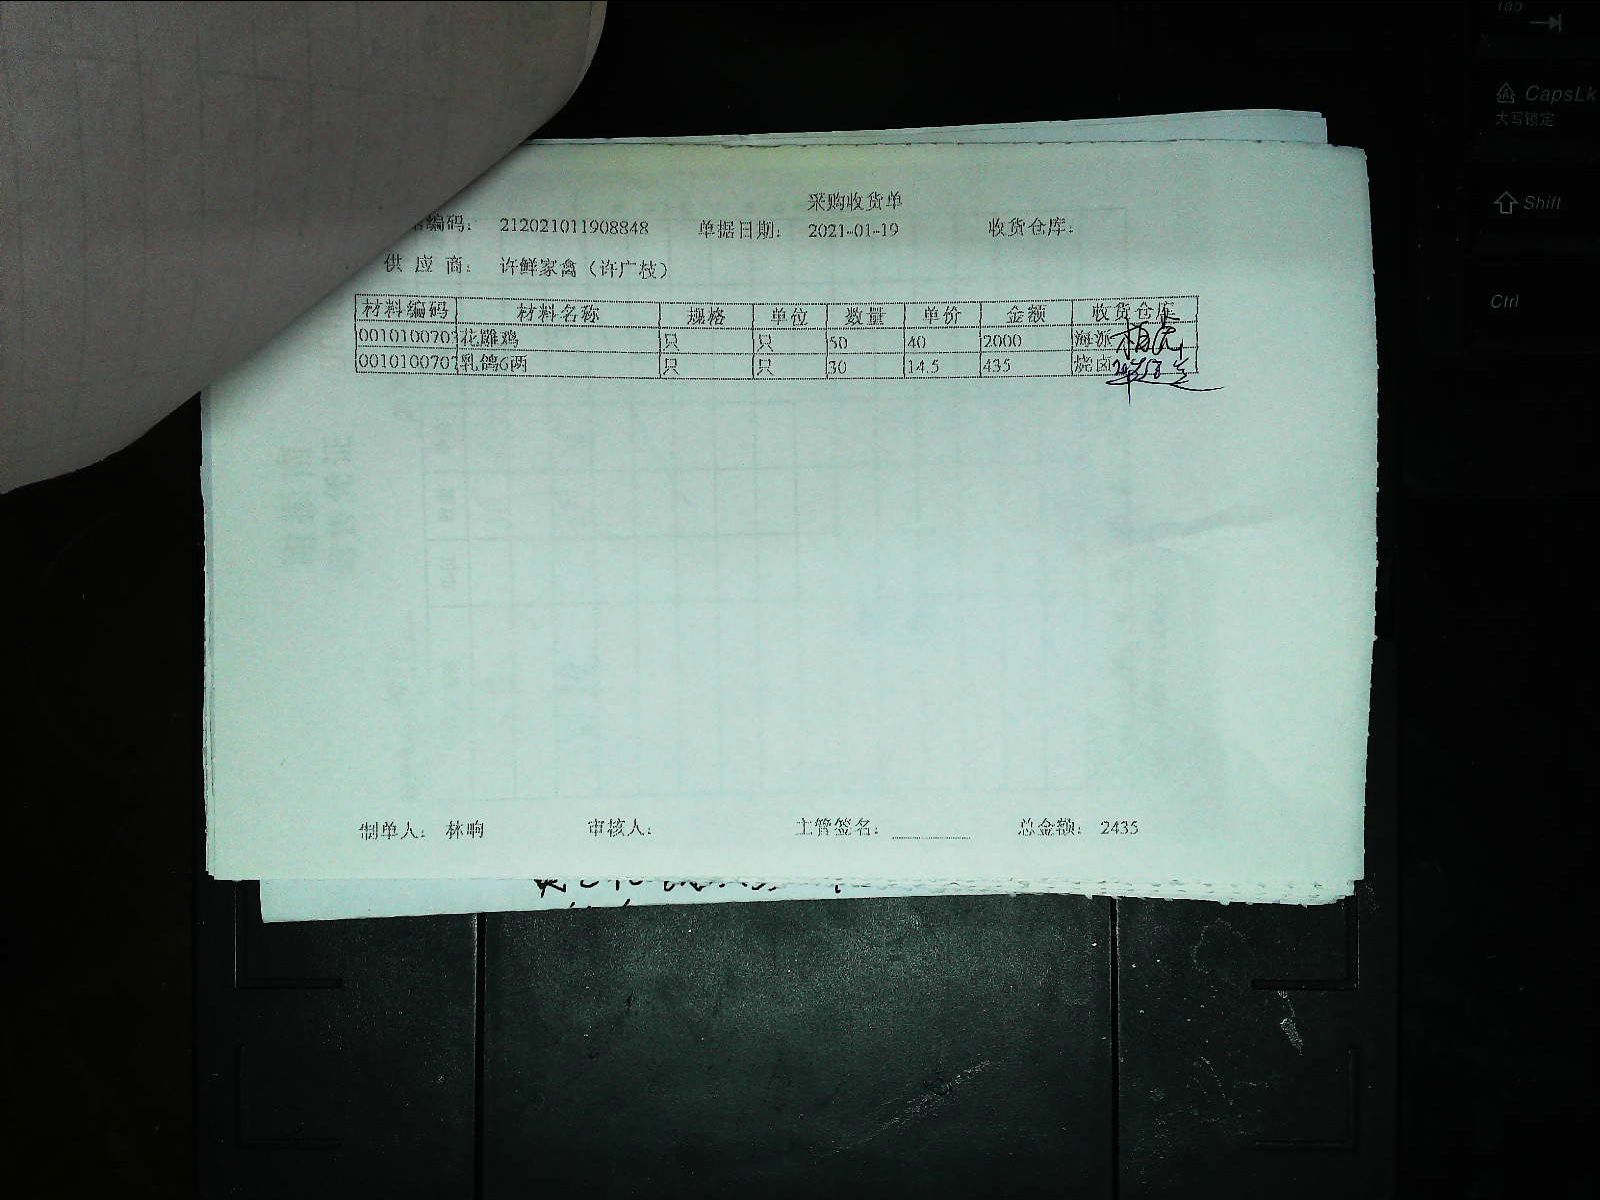 采购收货单
编码： 212021011908848 单据日期： 2021-01-19 收货仓库：
供 应 商： 许鲜家禽（许广枝）
材料编码 材料名称 规格 单位 数量 单价 金额 收货仓库
0010100703 花雕鸡 只 只 50 40 2000 海派
0010100707 乳鸽6两 只 只 30 14.5 435 烧卤
制单人： 林晌 审核人： 主管签名： 总金额： 2435
Tab
CapsLk
大写锁定
Shift
Ctrl